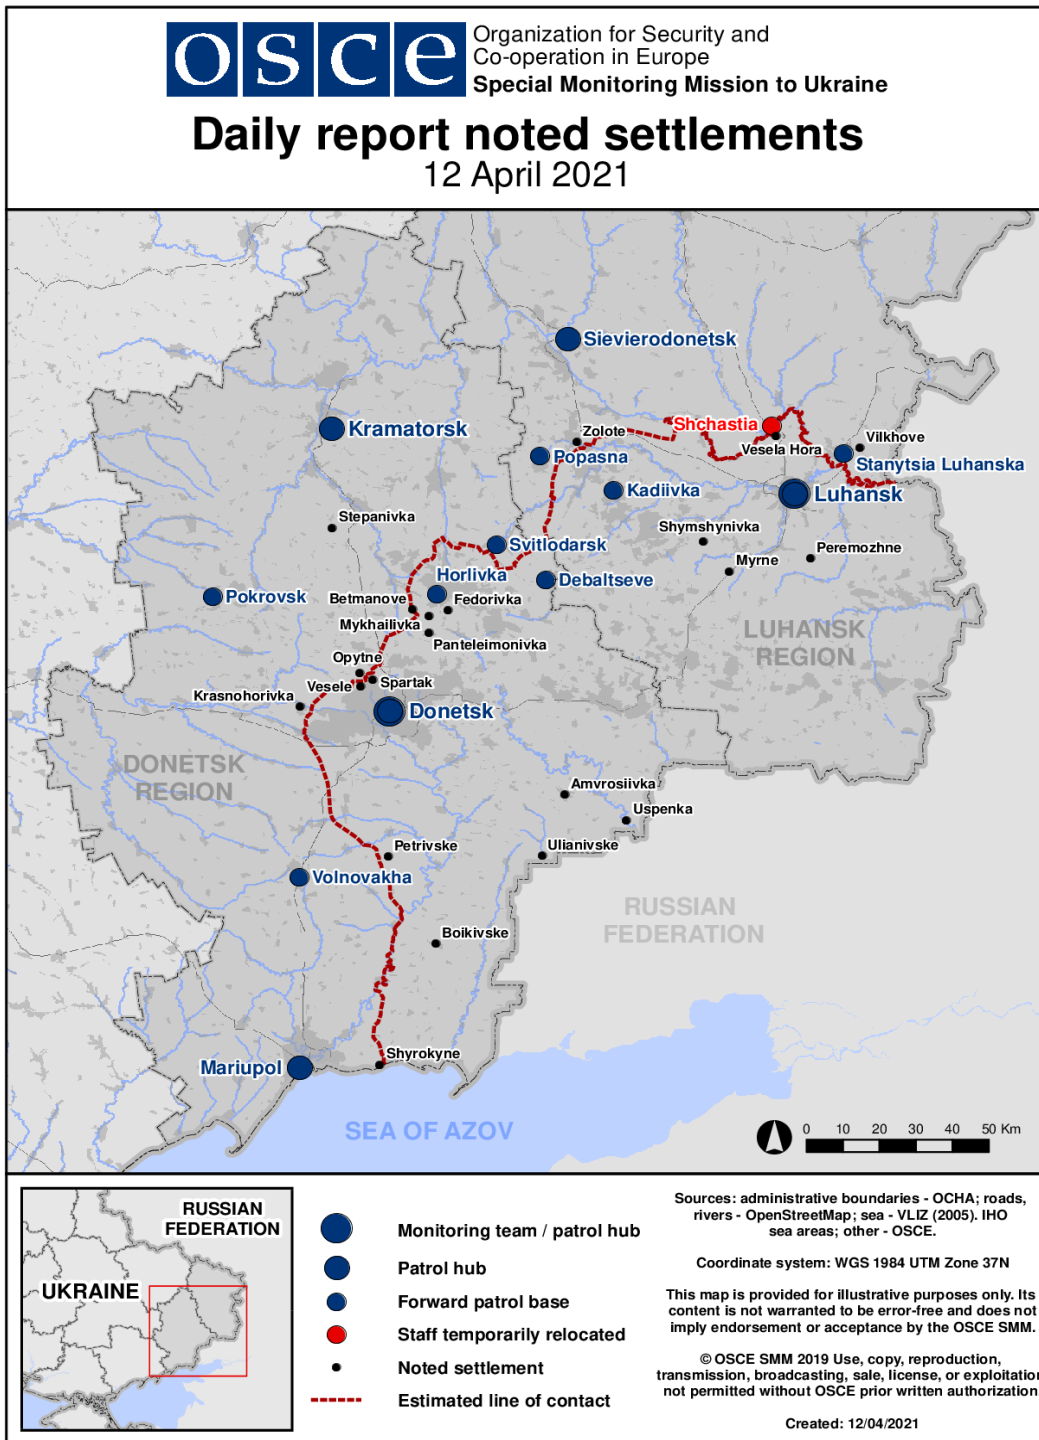 osce
Organization for Security and
Co-operation in Europe
Special Monitoring Mission to Ukraine
Daily report noted settlements
12 April 2021
Sievierodonetsk
Kramatorsk
Shchastia
Zolote
Vesela Hora
Vilkhove
Popasna
Stanytsia Luhanska
Kadiivka
Luhansk
Stepanivka
Shymshynivka
Svitlodarsk
Peremozhne
Myrne
Horlivka
Debaltseve
Pokrovsk
Betmanove
Fedorivka
Mykhailivka
LUHANSK
REGION
Panteleimonivka
Opytne
Spartak
Vesele
Krasnohorivka
Donetsk
DONETSK
REGION
Amvrosiivka
Uspenka
Petrivske
Ulianivske
Volnovakha
RUSSIAN
FEDERATION
Boikivske
Shyrokyne
Mariupol
SEA OF AZOV
0 10 20 30 40 50 Km
RUSSIAN
FEDERATION
UKRAINE
Monitoring team / patrol hub
Patrol hub
Forward patrol base
Staff temporarily relocated
Noted settlement
Estimated line of contact
Sources: administrative boundaries - OCHA; roads,
rivers - OpenStreetMap; sea - VLIZ (2005). IHO
sea areas; other - OSCE.
Coordinate system: WGS 1984 UTM Zone 37N
This map is provided for illustrative purposes only. Its
content is not warranted to be error-free and does not
imply endorsement or acceptance by the OSCE SMM.
© OSCE SMM 2019 Use, copy, reproduction,
transmission, broadcasting, sale, license, or exploitation
not permitted without OSCE prior written authorization
Created: 12/04/2021